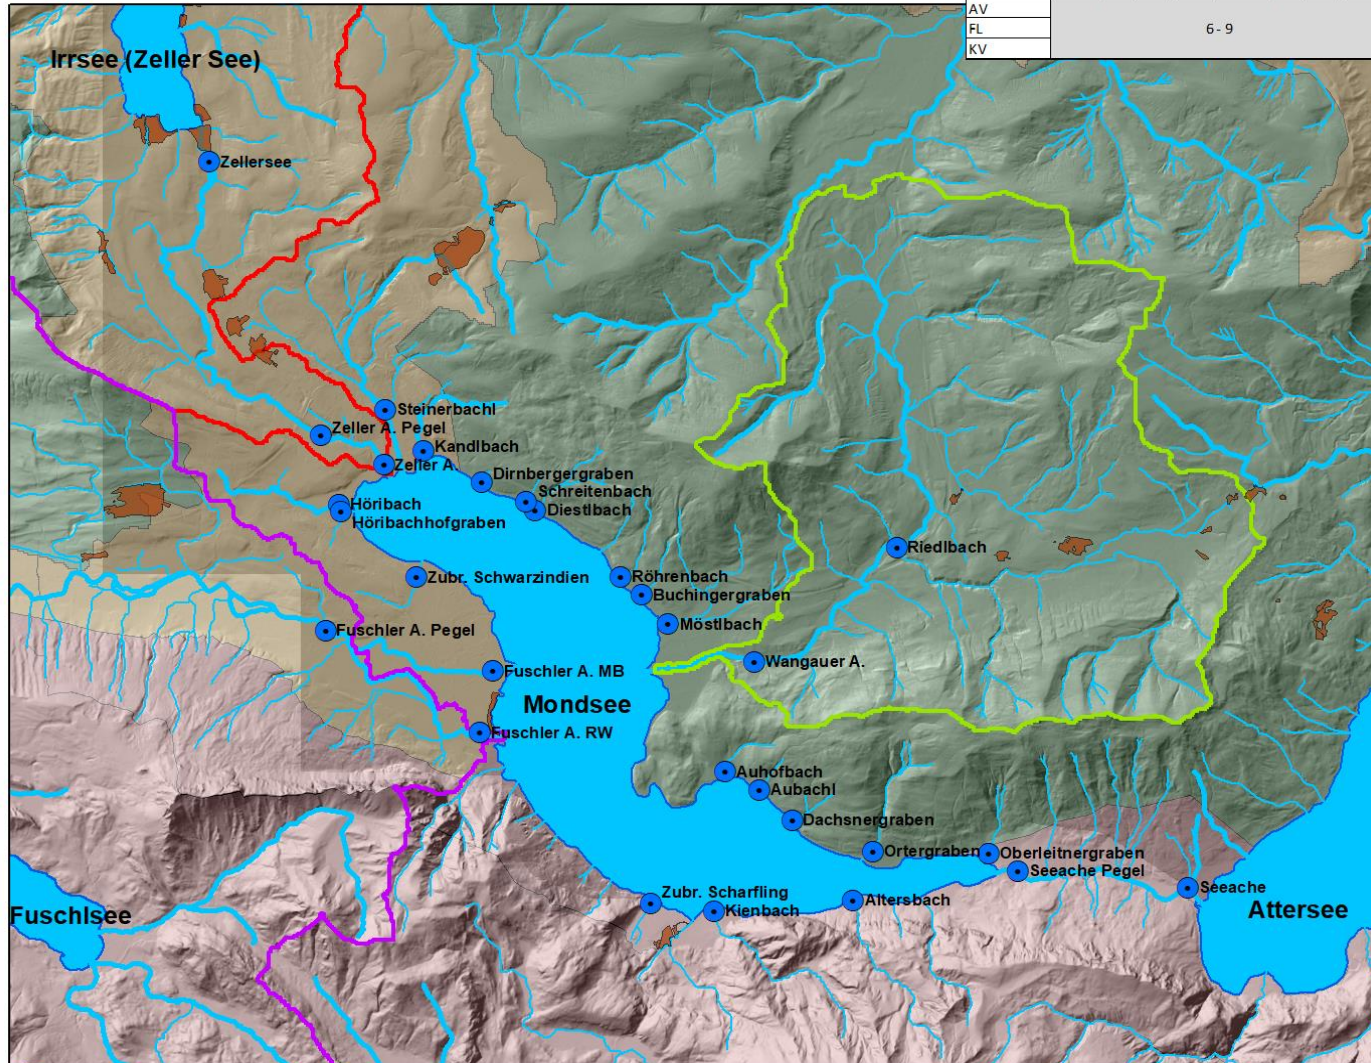 AV
FL
KV
6 - 9
Irrsee (Zeller See)
Zellersee
Steinerbachl
Zeller A. Pegel
Kandlbach
Zeller A.
Dirnbergergraben
Schreitenbach
Diestlbach
Höribach
Höribachhofgraben
Riedlbach
Zubr. Schwarzindien
Röhrenbach
Buchingergraben
Möstlbach
Fuschler A. Pegel
Wangauer A.
Fuschler A. MB
Mondsee
Fuschler A. RW
Auhofbach
Aubachl
Dachsnergraben
Ortergraben
Oberleitnergraben
Seeache Pegel
Seeache
Zubr. Scharfling
Kienbach
Altersbach
Attersee
Fuschlsee